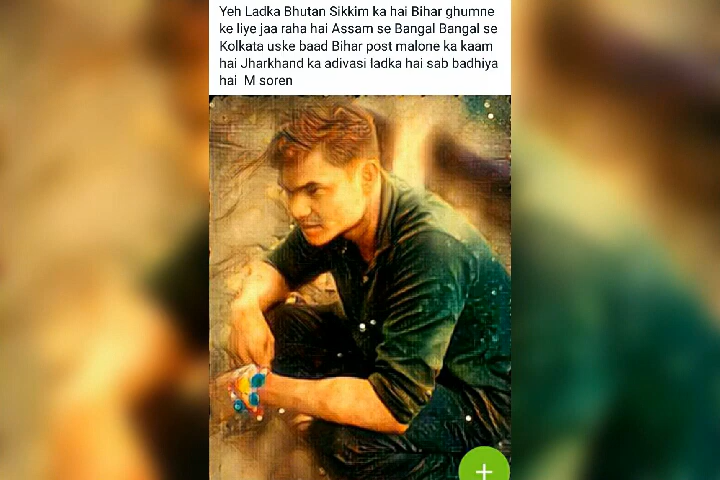 Yeh Ladka Bhutan Sikkim ka hai Bihar ghumne
ke liye jaa raha hai Assam se Bangal Bangal se
Kolkata uske baad Bihar post malone ka kaam
hai Jharkhand ka adivasi ladka hai sab badhiya
hai M soren